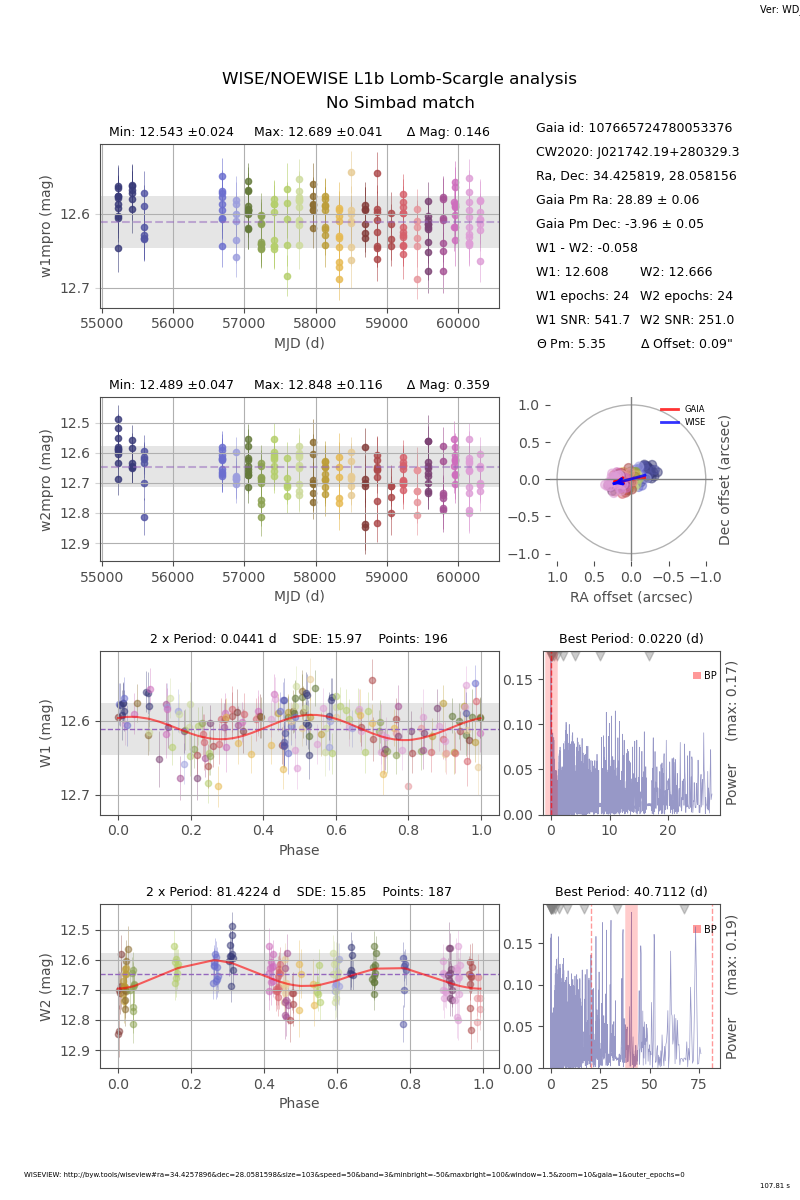 Ver: WD_
WISE/NOEWISE L1b Lomb-Scargle analysis
No Simbad match
Min: 12.543 ±0.024 Max: 12.689 ±0.041 Δ Mag: 0.146
w1mpro (mag)
12.6
12.7
55000 56000 57000 58000 59000 60000
MJD (d)
Gaia id: 107665724780053376
CW2020: J021742.19+280329.3
Ra, Dec: 34.425819, 28.058156
Gaia Pm Ra: 28.89 ± 0.06
Gaia Pm Dec: -3.96 ± 0.05
W1 - W2: -0.058
W1: 12.608 W2: 12.666
W1 epochs: 24 W2 epochs: 24
W1 SNR: 541.7 W2 SNR: 251.0
Θ Pm: 5.35 Δ Offset: 0.09"
Min: 12.489 ±0.047 Max: 12.848 ±0.116 Δ Mag: 0.359
w2mpro (mag)
12.5
12.6
12.7
12.8
12.9
55000 56000 57000 58000 59000 60000
MJD (d)
GAIA
WISE
1.0
0.5
0.0
−0.5
−1.0
1.0 0.5 0.0 −0.5 −1.0
RA offset (arcsec)
Dec offset (arcsec)
2 x Period: 0.0441 d SDE: 15.97 Points: 196
W1 (mag)
12.6
12.7
0.0 0.2 0.4 0.6 0.8 1.0
Phase
Best Period: 0.0220 (d)
BP
0.15
0.10
0.05
0.00
0 10 20
Power (max: 0.17)
2 x Period: 81.4224 d SDE: 15.85 Points: 187
W2 (mag)
12.5
12.6
12.7
12.8
12.9
0.0 0.2 0.4 0.6 0.8 1.0
Phase
Best Period: 40.7112 (d)
BP
0.15
0.10
0.05
0.00
0 25 50 75
Power (max: 0.19)
WISEVIEW: http://byw.tools/wiseview#ra=34.4257896&dec=28.0581598&size=103&speed=50&band=3&minbright=-50&maxbright=100&window=1.5&zoom=10&gaia=1&outer_epochs=0
107.81 s